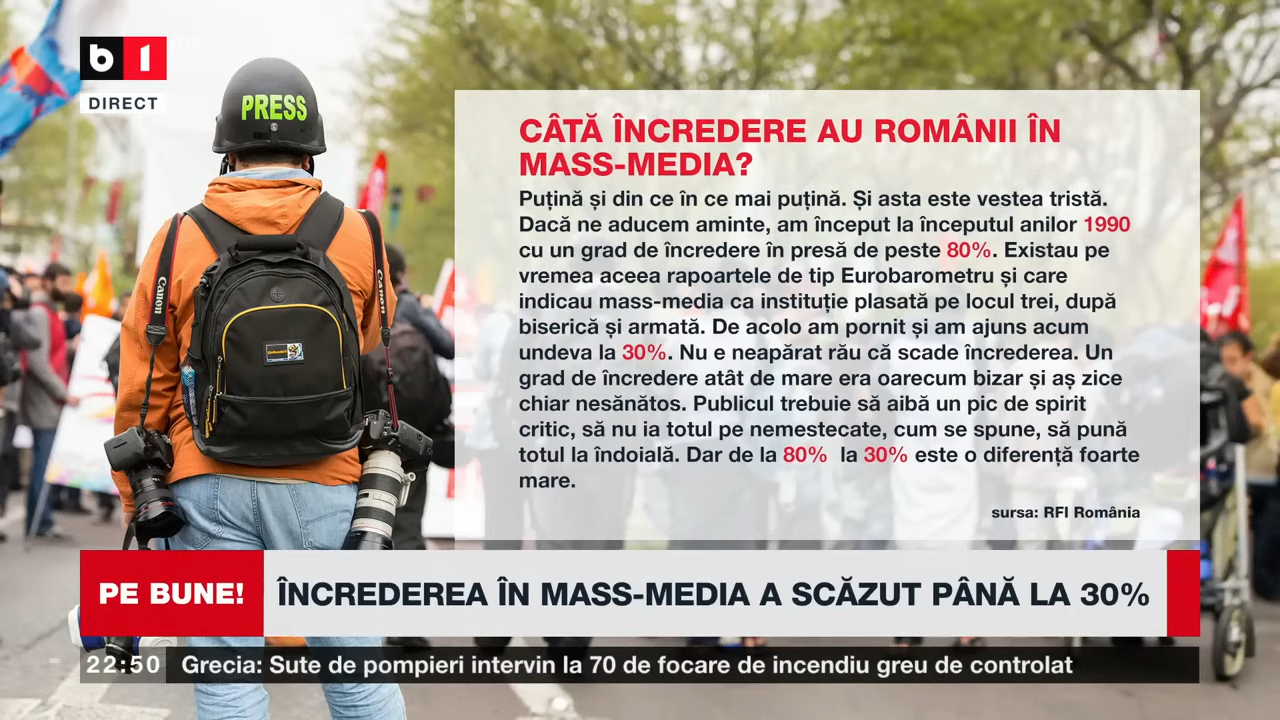 b1
DIRECT
PRESS
Canon
Canon
CÂTĂ ÎNCREDERE AU ROMÂNII ÎN
MASS-MEDIA?
Puțină și din ce în ce mai puțină. Și asta este vestea tristă.
Dacă ne aducem aminte, am început la începutul anilor 1990
cu un grad de încredere în presă de peste 80%. Existau pe
vremea aceea rapoartele de tip Eurobarometru și care
indicau mass-media ca instituție plasată pe locul trei, după
biserică și armată. De acolo am pornit și am ajuns acum
undeva la 30%. Nu e neapărat rău că scade încrederea. Un
grad de încredere atât de mare era oarecum bizar și aș zice
chiar nesănătos. Publicul trebuie să aibă un pic de spirit
critic, să nu ia totul pe nemestecate, cum se spune, să pună
totul la îndoială. Dar de la 80%  la 30% este o diferență foarte
mare.
sursa: RFI România
PE BUNE!
ÎNCREDEREA ÎN MASS-MEDIA A SCĂZUT PÂNĂ LA 30%
22:50
Grecia: Sute de pompieri intervin la 70 de focare de incendiu greu de controlat